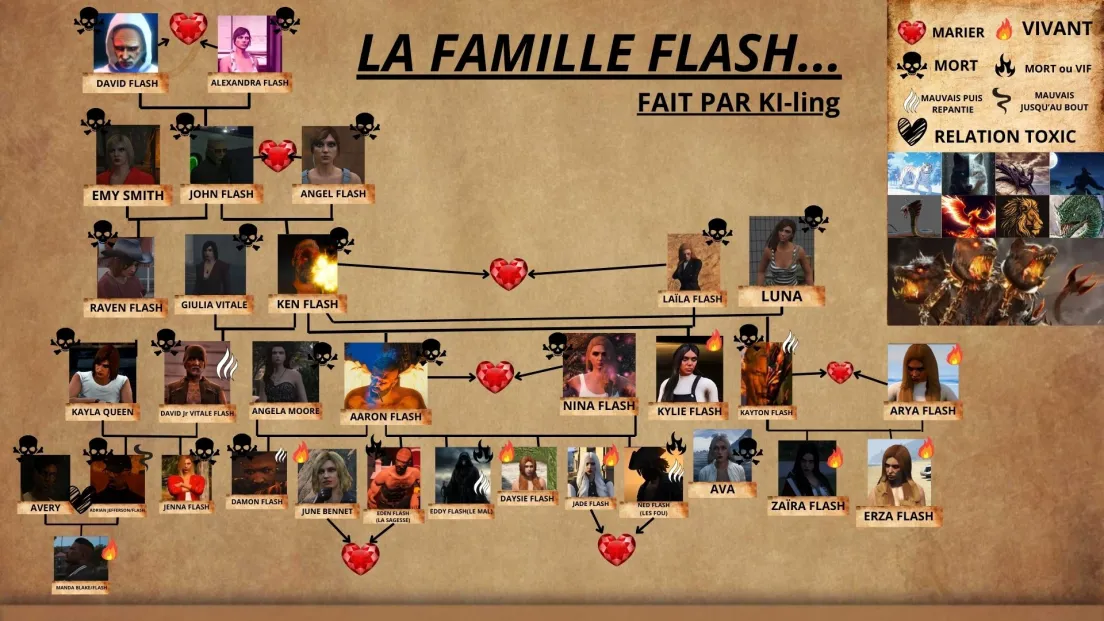 LA FAMILLE FLASH...
FAIT PAR KI-ling
MARIER
VIVANT
MORT
MORT ou VIF
MAUVAIS PUIS
REPANTIE
MAUVAIS
JUSQU'AU BOUT
RELATION TOXIC
DAVID FLASH
ALEXANDRA FLASH
EMY SMITH
JOHN FLASH
ANGEL FLASH
RAVEN FLASH
GIULIA VITALE
KEN FLASH
LAÏLA FLASH
LUNA
KAYLA QUEEN
DAVID Jr VITALE FLASH
ANGELA MOORE
AARON FLASH
NINA FLASH
KYLIE FLASH
KAYTON FLASH
ARYA FLASH
AVERY
ADRIAN JEFFERSON/FLASH
JENNA FLASH
DAMON FLASH
JUNE BENNET
EDEN FLASH
(LA SAGESSE)
EDDY FLASH(LE MAL)
DAYSIE FLASH
JADE FLASH
NED FLASH
(LES FOU)
AVA
ZAÏRA FLASH
ERZA FLASH
MANDA BLAKE/FLASH